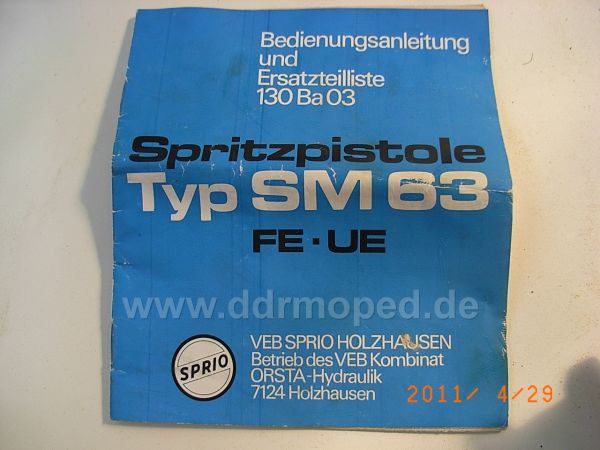 Bedienungsanleitung
und
Ersatzteilliste
130 Ba 03
Spritzpistole
Typ SM 63
FE · UE
www.ddrmoped.de
SPRIO
VEB SPRIO HOLZHAUSEN
Betrieb des VEB Kombinat
ORSTA-Hydraulik
7124 Holzhausen
2011/ 4/29